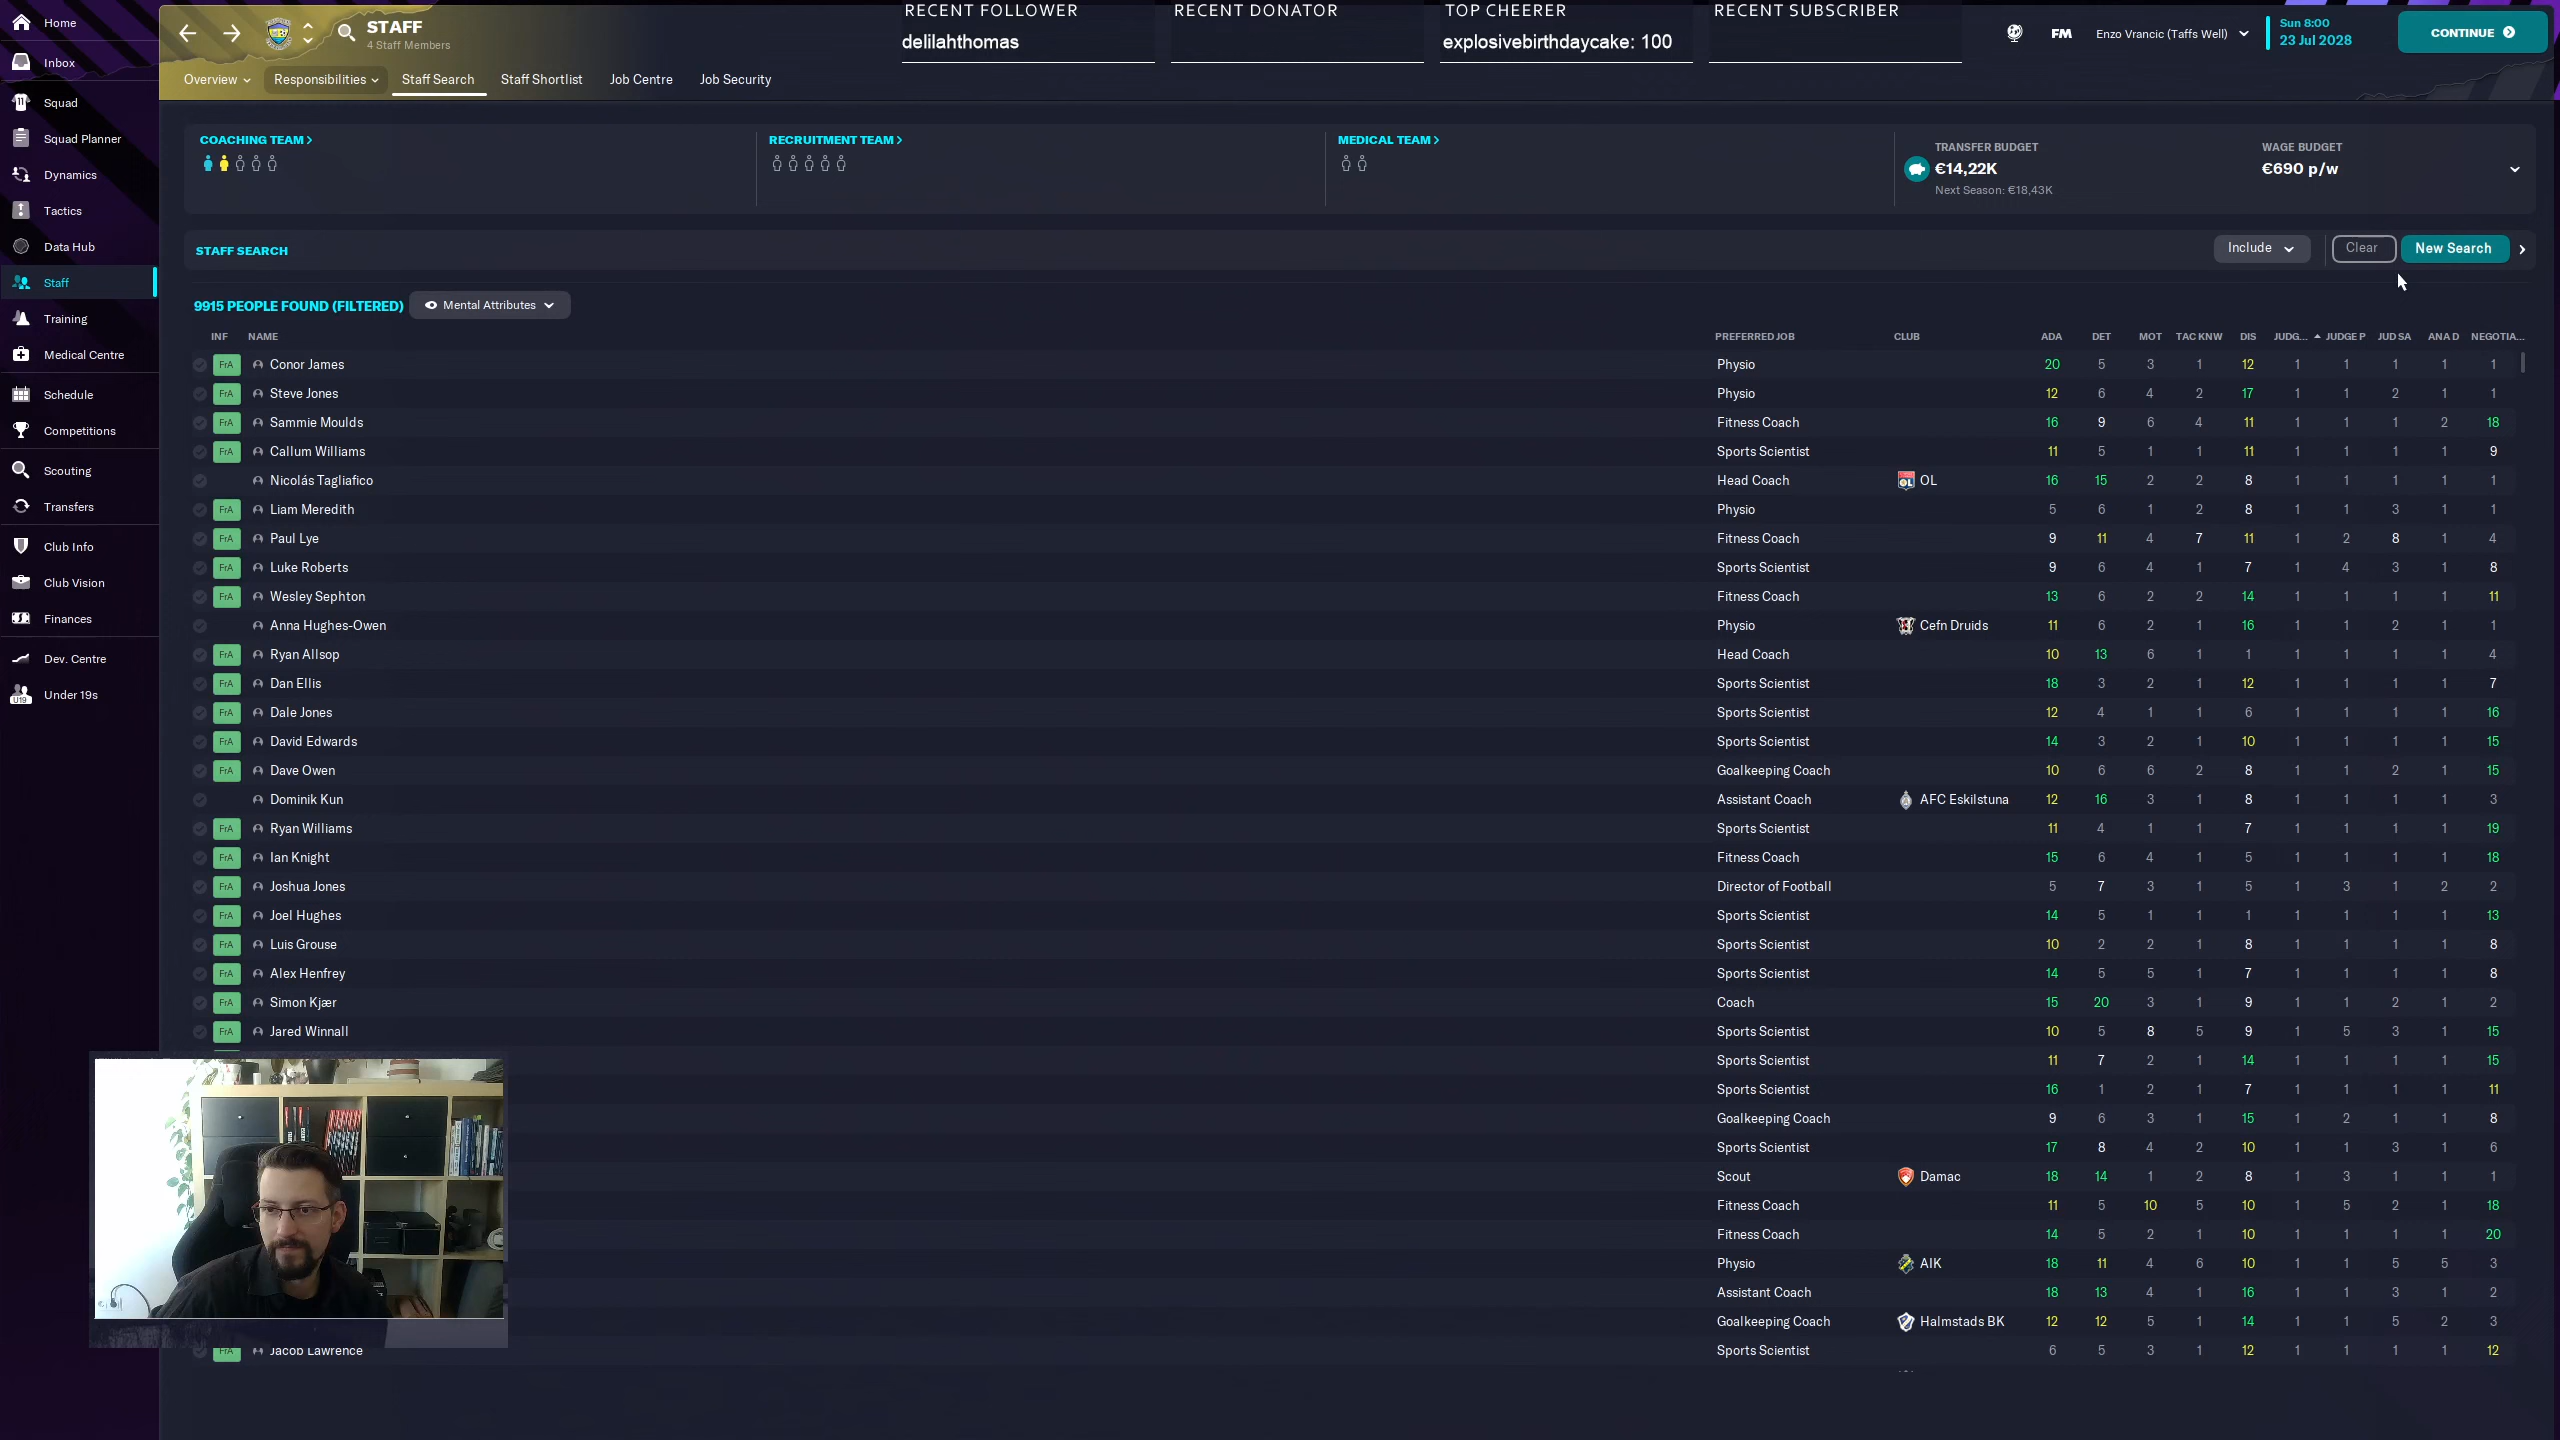 Home
Inbox
Squad
Squad Planner
Dynamics
Tactics
Data Hub
Staff
Training
Medical Centre
Schedule
Competitions
Scouting
Transfers
Club Info
Club Vision
Finances
Dev. Centre
U19 Under 19s
STAFF
4 Staff Members
RECENT FOLLOWER
delilahthomas
RECENT DONATOR
TOP CHEERER
explosivebirthdaycake: 100
RECENT SUBSCRIBER
FM
Enzo Vrancic (Taffs Well)
Sun 8:00
23 Jul 2028
CONTINUE
Overview Responsibilities Staff Search Staff Shortlist Job Centre Job Security
COACHING TEAM
RECRUITMENT TEAM
MEDICAL TEAM
TRANSFER BUDGET
€14,22K
Next Season: €18,43K
WAGE BUDGET
€690 p/w
STAFF SEARCH
Include Clear New Search
9915 PEOPLE FOUND (FILTERED) Mental Attributes
INF NAME PREFERRED JOB CLUB ADA DET MOT TAC KNW DIS JUDG... JUDGE P JUD SA ANA D NEGOTIA...
FrA Conor James Physio 20 5 3 1 12 1 1 1 1 1
FrA Steve Jones Physio 12 6 4 2 17 1 1 2 1 1
FrA Sammie Moulds Fitness Coach 16 9 6 4 11 1 1 1 2 18
FrA Callum Williams Sports Scientist 11 5 1 1 11 1 1 1 1 9
Nicolás Tagliafico Head Coach OL 16 15 2 2 8 1 1 1 1 1
FrA Liam Meredith Physio 5 6 1 2 8 1 1 3 1 1
FrA Paul Lye Fitness Coach 9 11 4 7 11 1 2 8 1 4
FrA Luke Roberts Sports Scientist 9 6 4 1 7 1 4 3 1 8
FrA Wesley Sephton Fitness Coach 13 6 2 2 14 1 1 1 1 11
Anna Hughes-Owen Physio Cefn Druids 11 6 2 1 16 1 1 2 1 1
FrA Ryan Allsop Head Coach 10 13 6 1 1 1 1 1 1 4
FrA Dan Ellis Sports Scientist 18 3 2 1 12 1 1 1 1 7
FrA Dale Jones Sports Scientist 12 4 1 1 6 1 1 1 1 16
FrA David Edwards Sports Scientist 14 3 2 1 10 1 1 1 1 15
FrA Dave Owen Goalkeeping Coach 10 6 6 2 8 1 1 2 1 15
Dominik Kun Assistant Coach AFC Eskilstuna 12 16 3 1 8 1 1 1 1 3
FrA Ryan Williams Sports Scientist 11 4 1 1 7 1 1 1 1 19
FrA Ian Knight Fitness Coach 15 6 4 1 5 1 1 1 1 18
FrA Joshua Jones Director of Football 5 7 3 1 5 1 3 1 2 2
FrA Joel Hughes Sports Scientist 14 5 1 1 1 1 1 1 1 13
FrA Luis Grouse Sports Scientist 10 2 2 1 8 1 1 1 1 8
FrA Alex Henfrey Sports Scientist 14 5 5 1 7 1 1 1 1 8
FrA Simon Kjær Coach 15 20 3 1 9 1 1 2 1 2
FrA Jared Winnall Sports Scientist 10 5 8 5 9 1 5 3 1 15
Sports Scientist 11 7 2 1 14 1 1 1 1 15
Sports Scientist 16 1 2 1 7 1 1 1 1 11
Goalkeeping Coach 9 6 3 1 15 1 2 1 1 8
Sports Scientist 17 8 4 2 10 1 1 3 1 6
Scout Damac 18 14 1 2 8 1 3 1 1 1
Fitness Coach 11 5 10 5 10 1 5 2 1 18
Fitness Coach 14 5 2 1 10 1 1 1 1 20
Physio AIK 18 11 4 6 10 1 1 5 5 3
Assistant Coach 18 13 4 1 16 1 1 3 1 2
Goalkeeping Coach Halmstads BK 12 12 5 1 14 1 1 5 2 3
FrA Jacob Lawrence Sports Scientist 6 5 3 1 12 1 1 1 1 12